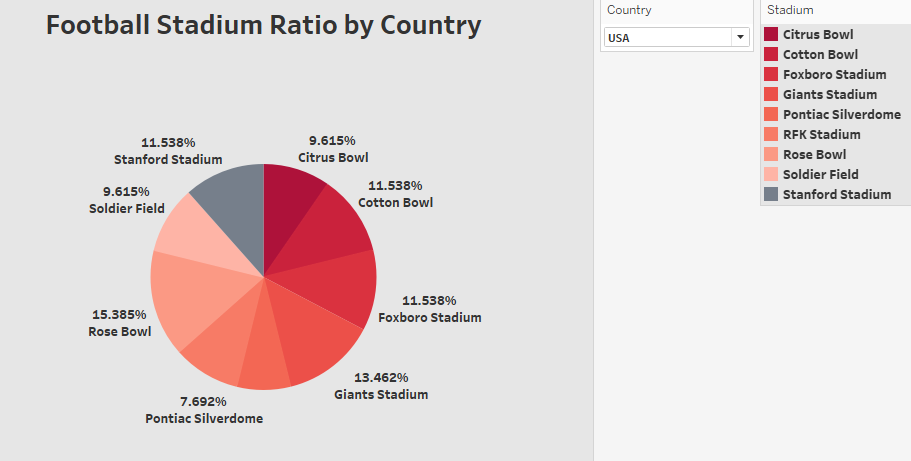 Football Stadium Ratio by Country
Country
USA
Stadium
Citrus Bowl
Cotton Bowl
Foxboro Stadium
Giants Stadium
Pontiac Silverdome
RFK Stadium
Rose Bowl
Soldier Field
Stanford Stadium
9.615%
Citrus Bowl
11.538%
Cotton Bowl
11.538%
Foxboro Stadium
13.462%
Giants Stadium
7.692%
Pontiac Silverdome
15.385%
Rose Bowl
9.615%
Soldier Field
11.538%
Stanford Stadium